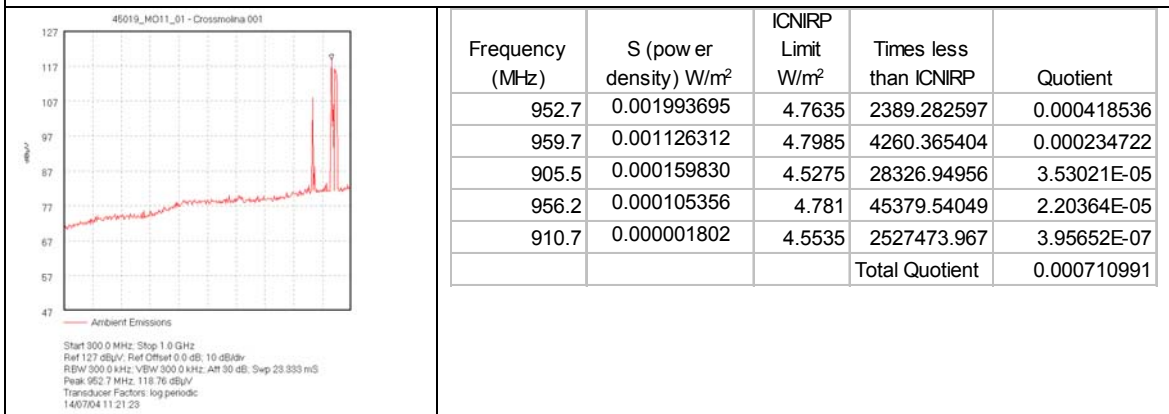 45019_MO11_01 - Crossmolina 001
127
117
107
97
dBµV
87
77
67
57
47
Ambient Emissions
Start 300.0 MHz; Stop 1.0 GHz
Ref 127 dBµV; Ref Offset 0.0 dB; 10 dB/div
RBW 300.0 kHz; VBW 300.0 kHz; Att 30 dB; Swp 23.333 mS
Peak 952.7 MHz, 118.76 dBµV
Transducer Factors: log periodic
14/07/04 11:21:23
Frequency (MHz) S (pow er density) W/m² ICNIRP Limit W/m² Times less than ICNIRP Quotient
952.7 0.001993695 4.7635 2389.282597 0.000418536
959.7 0.001126312 4.7985 4260.365404 0.000234722
905.5 0.000159830 4.5275 28326.94956 3.53021E-05
956.2 0.000105356 4.781 45379.54049 2.20364E-05
910.7 0.000001802 4.5535 2527473.967 3.95652E-07
Total Quotient 0.000710991